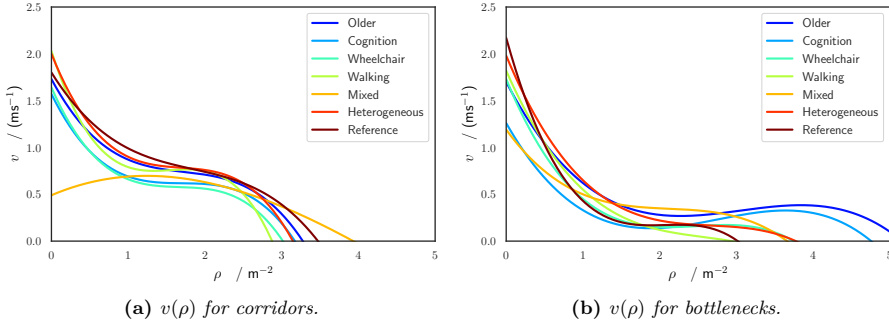 2.5
2.0
1.5
1.0
0.5
0.0
v / (ms⁻¹)
0 1 2 3 4 5
ρ / m⁻²
Older
Cognition
Wheelchair
Walking
Mixed
Heterogeneous
Reference
(a) v(ρ) for corridors.
2.5
2.0
1.5
1.0
0.5
0.0
v / (ms⁻¹)
0 1 2 3 4 5
ρ / m⁻²
Older
Cognition
Wheelchair
Walking
Mixed
Heterogeneous
Reference
(b) v(ρ) for bottlenecks.